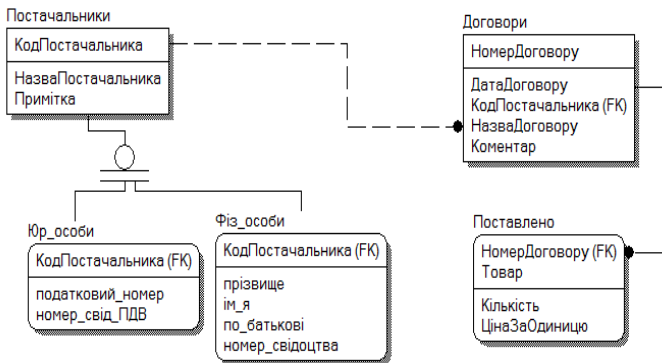 Постачальники
КодПостачальника
НазваПостачальника
Примітка
Договори
НомерДоговору
ДатаДоговору
КодПостачальника (FK)
НазваДоговору
Коментар
Юр_особи
КодПостачальника (FK)
податковий_номер
номер_свід_ПДВ
Фіз_особи
КодПостачальника (FK)
прізвище
ім_я
по_батькові
номер_свідоцтва
Поставлено
НомерДоговору (FK)
Товар
Кількість
ЦінаЗаОдиницю